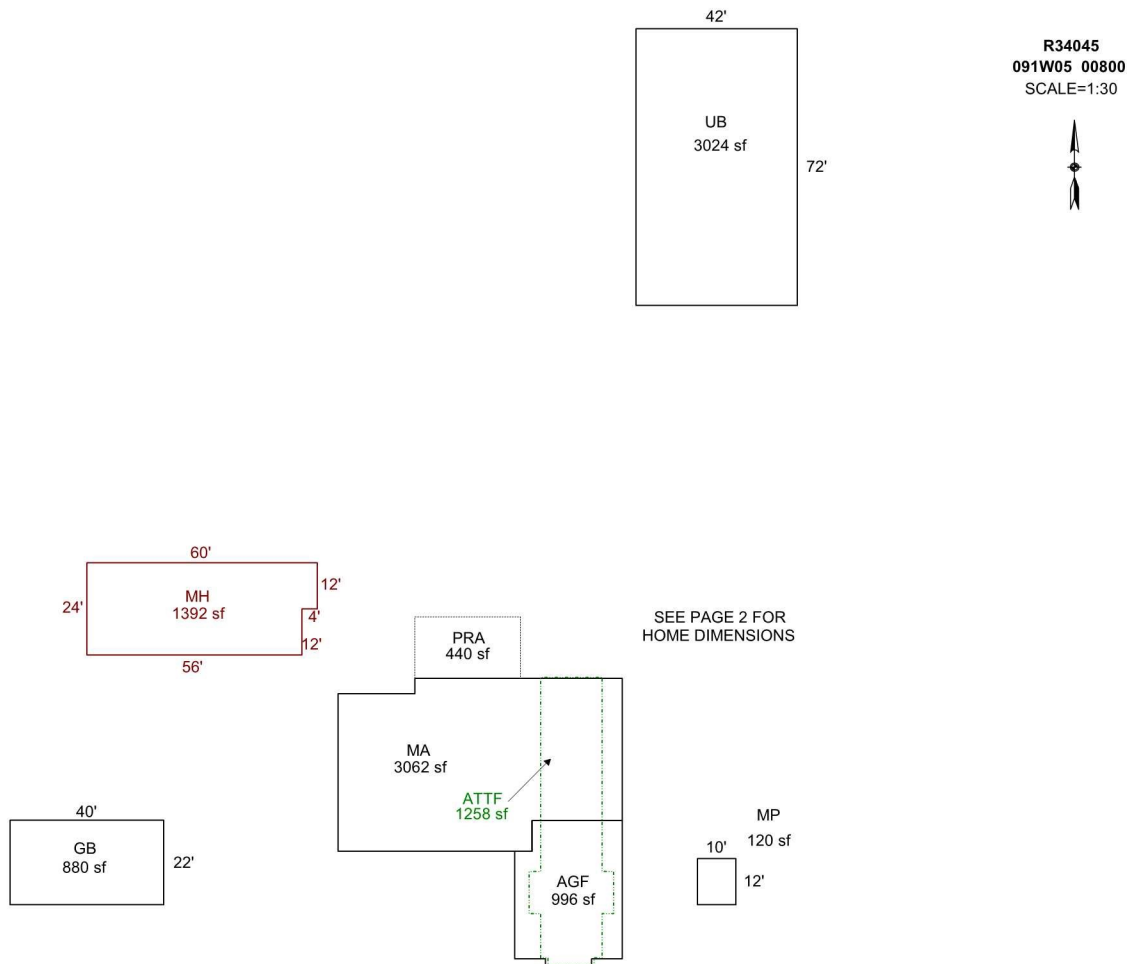 42'
R34045
091W05 00800
SCALE=1:30
UB
3024 sf
72'
60'
MH
1392 sf
24'
12'
4'
12'
56'
SEE PAGE 2 FOR
HOME DIMENSIONS
PRA
440 sf
MA
3062 sf
ATTF
1258 sf
40'
GB
880 sf
22'
MP
120 sf
10'
12'
AGF
996 sf